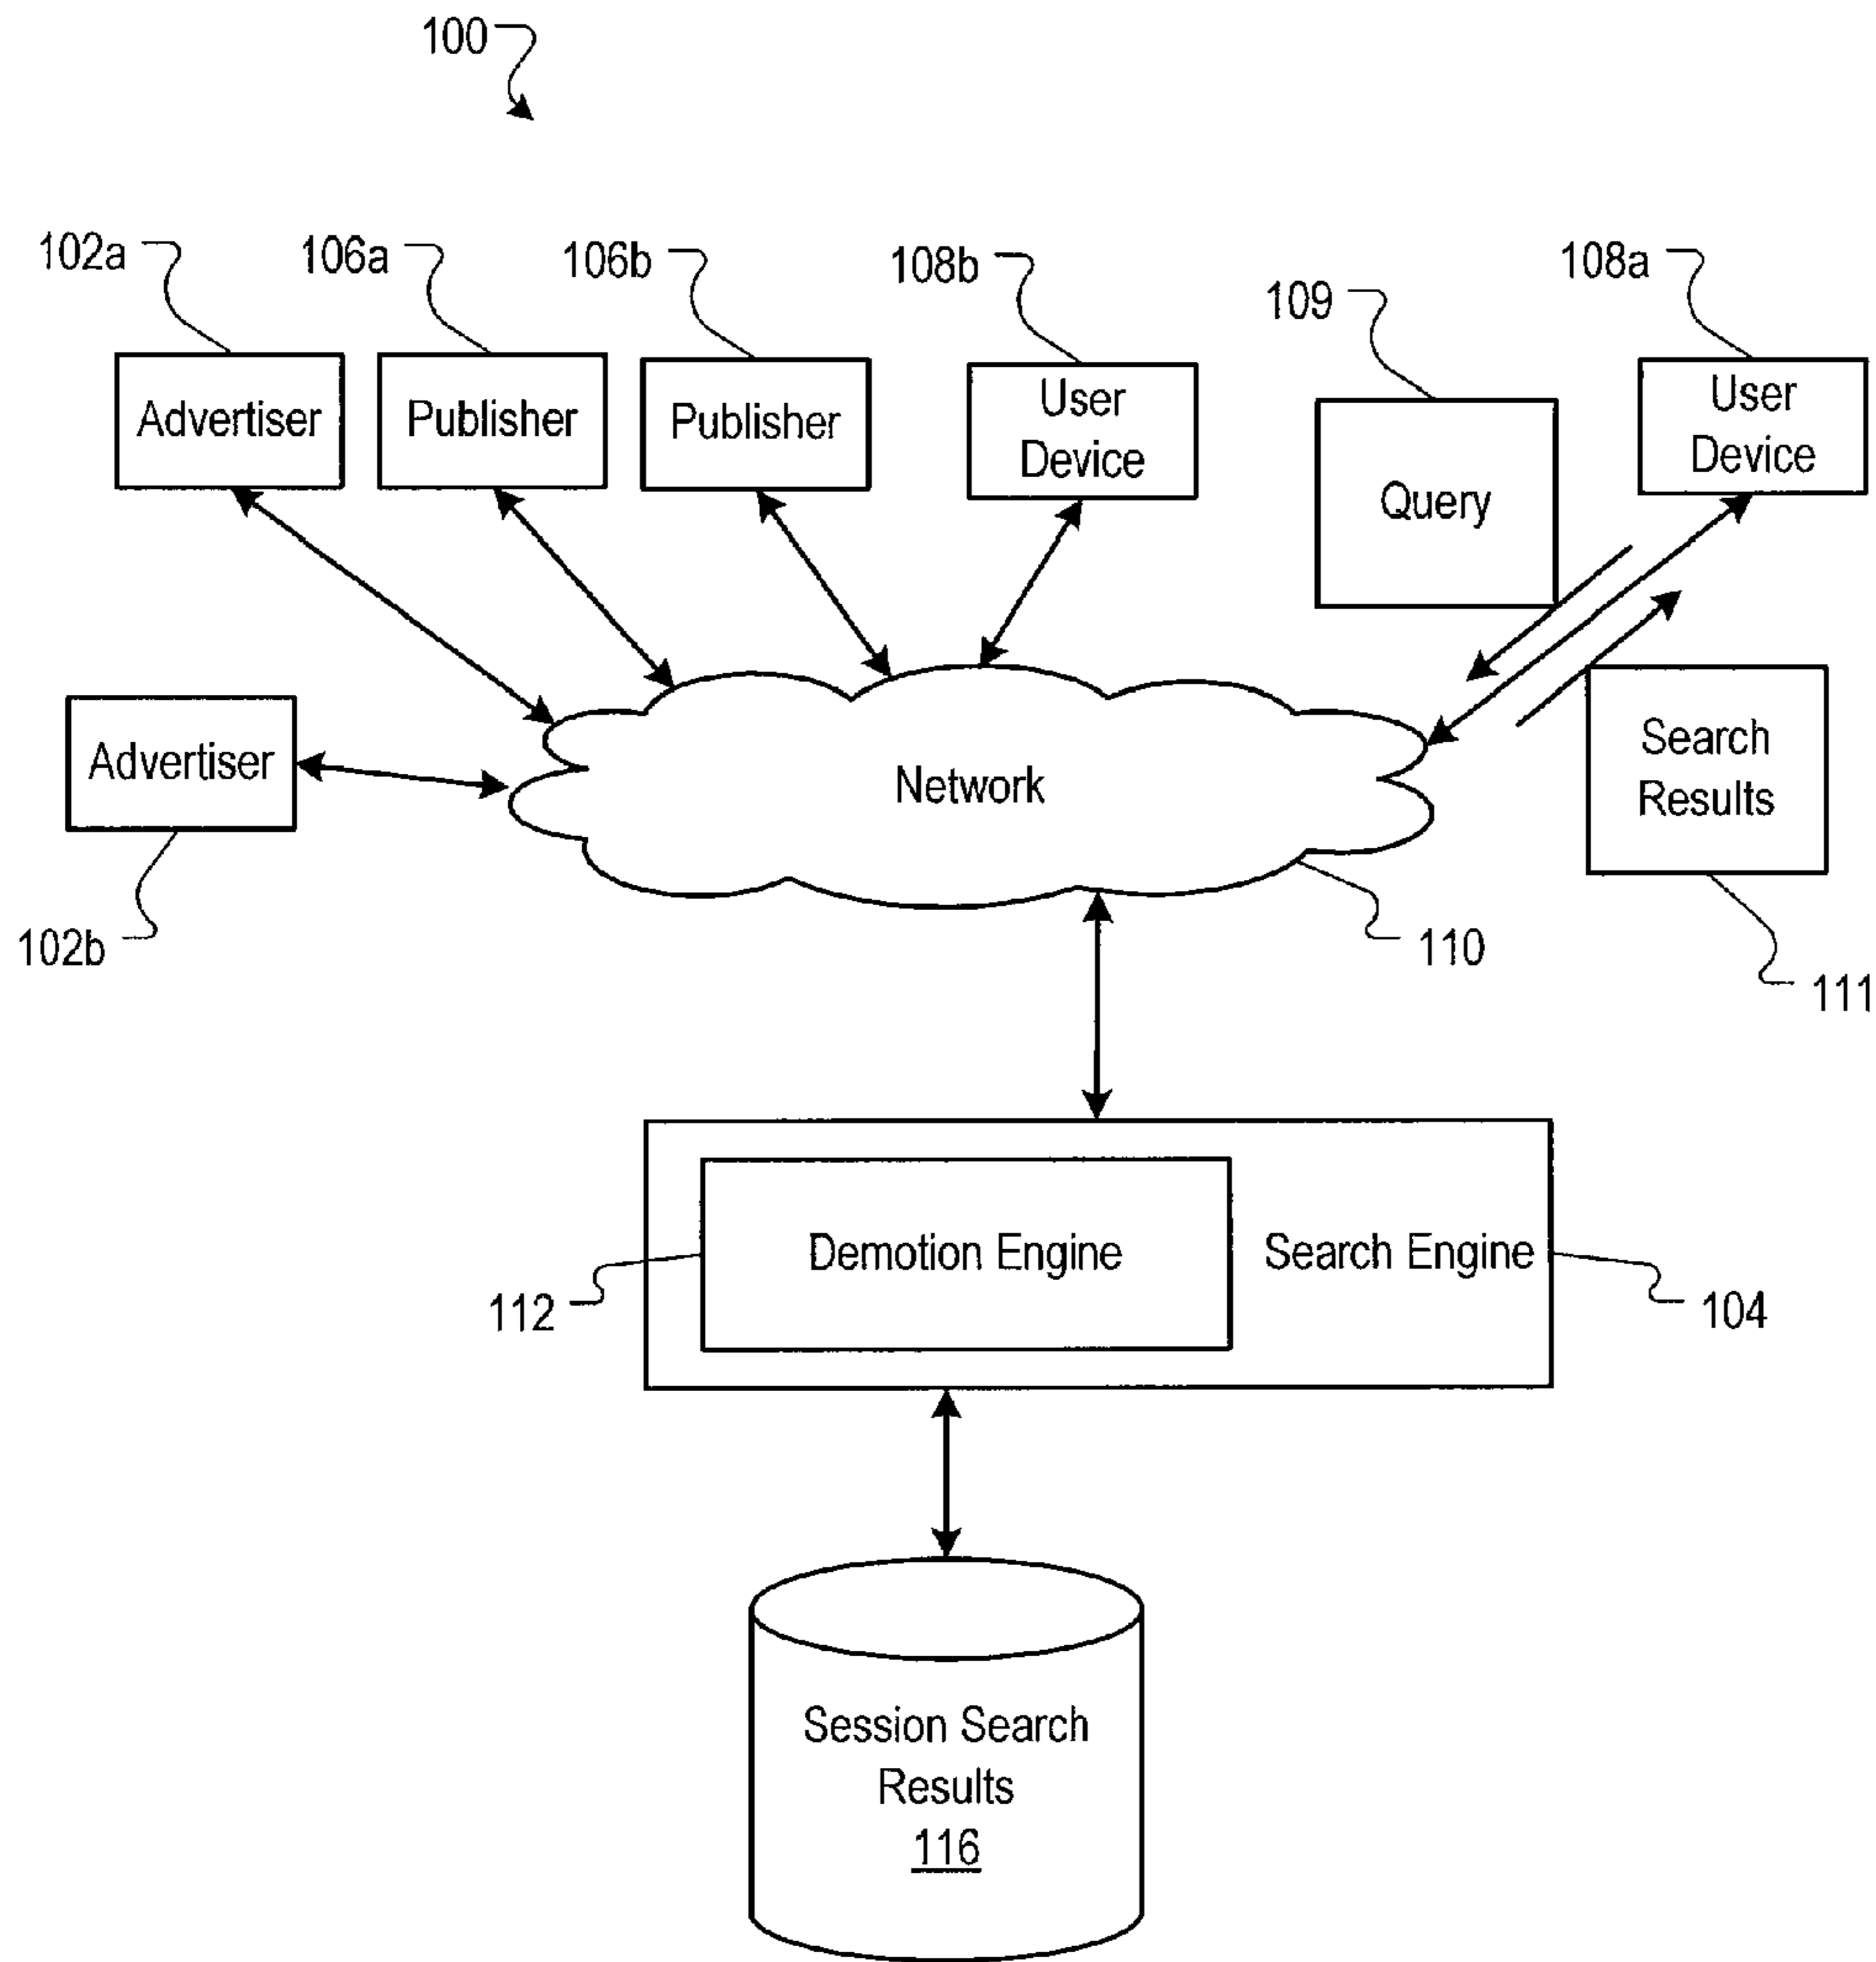 100
102a
106a
106b
108b
109
108a
Advertiser
Publisher
Publisher
User
Device
Query
User
Device
Advertiser
Network
Search
Results
102b
110
111
Demotion Engine
Search Engine
112
104
Session Search
Results
116